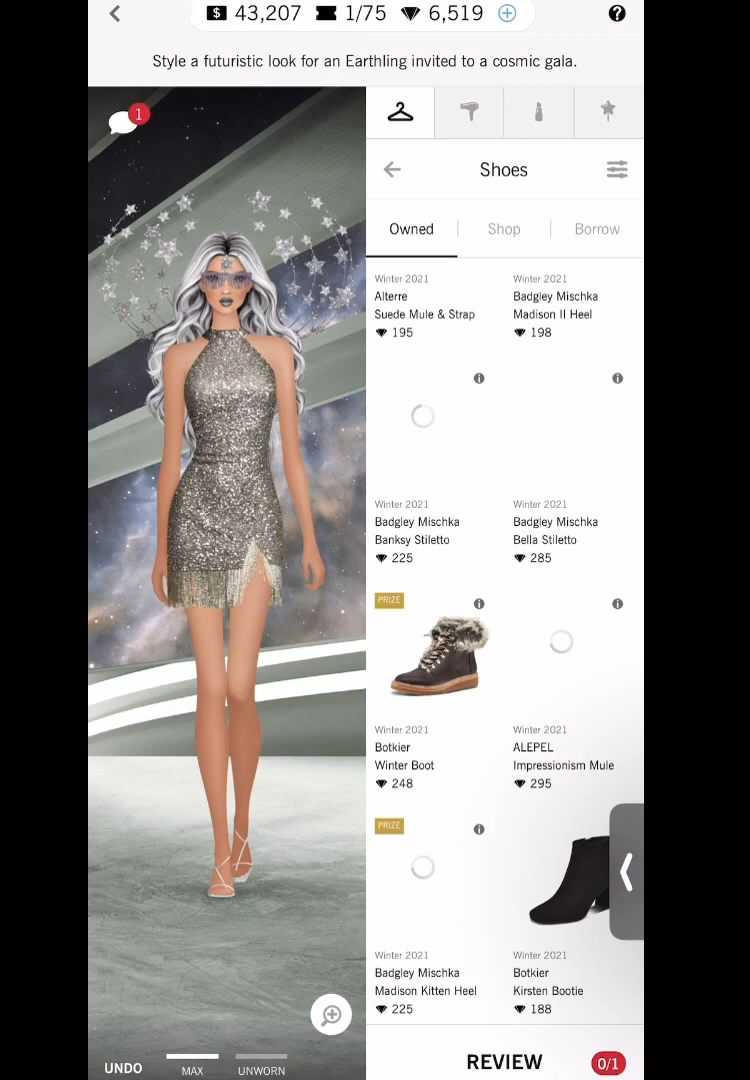 $ 43,207 1/75 6,519
Style a futuristic look for an Earthling invited to a cosmic gala.
1
Shoes
Owned Shop Borrow
Winter 2021 Winter 2021
Alterre Badgley Mischka
Suede Mule & Strap Madison II Heel
195 198
Winter 2021 Winter 2021
Badgley Mischka Badgley Mischka
Banksy Stiletto Bella Stiletto
225 285
PRIZE
Winter 2021 Winter 2021
Botkier ALEPEL
Winter Boot Impressionism Mule
248 295
PRIZE
Winter 2021 Winter 2021
Badgley Mischka Botkier
Madison Kitten Heel Kirsten Bootie
225 188
UNDO MAX UNWORN REVIEW 0/1